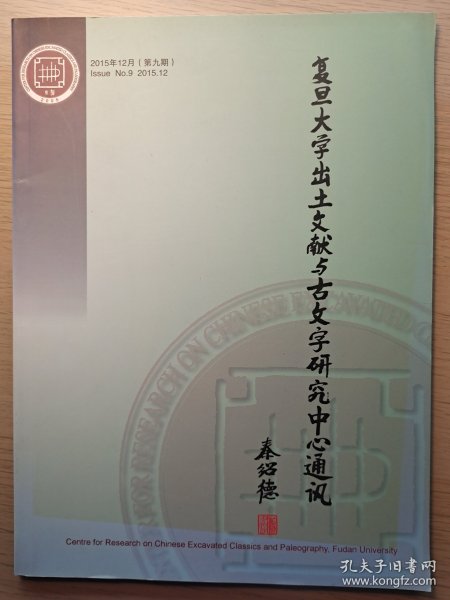 2015年12月(第九期)
Issue No.9 2015.12
复旦大学出土文献与古文字研究中心通讯
秦绍德
Centre for Research on Chinese Excavated Classics and Paleography, Fudan University
孔夫子旧书网
www.kongfz.com